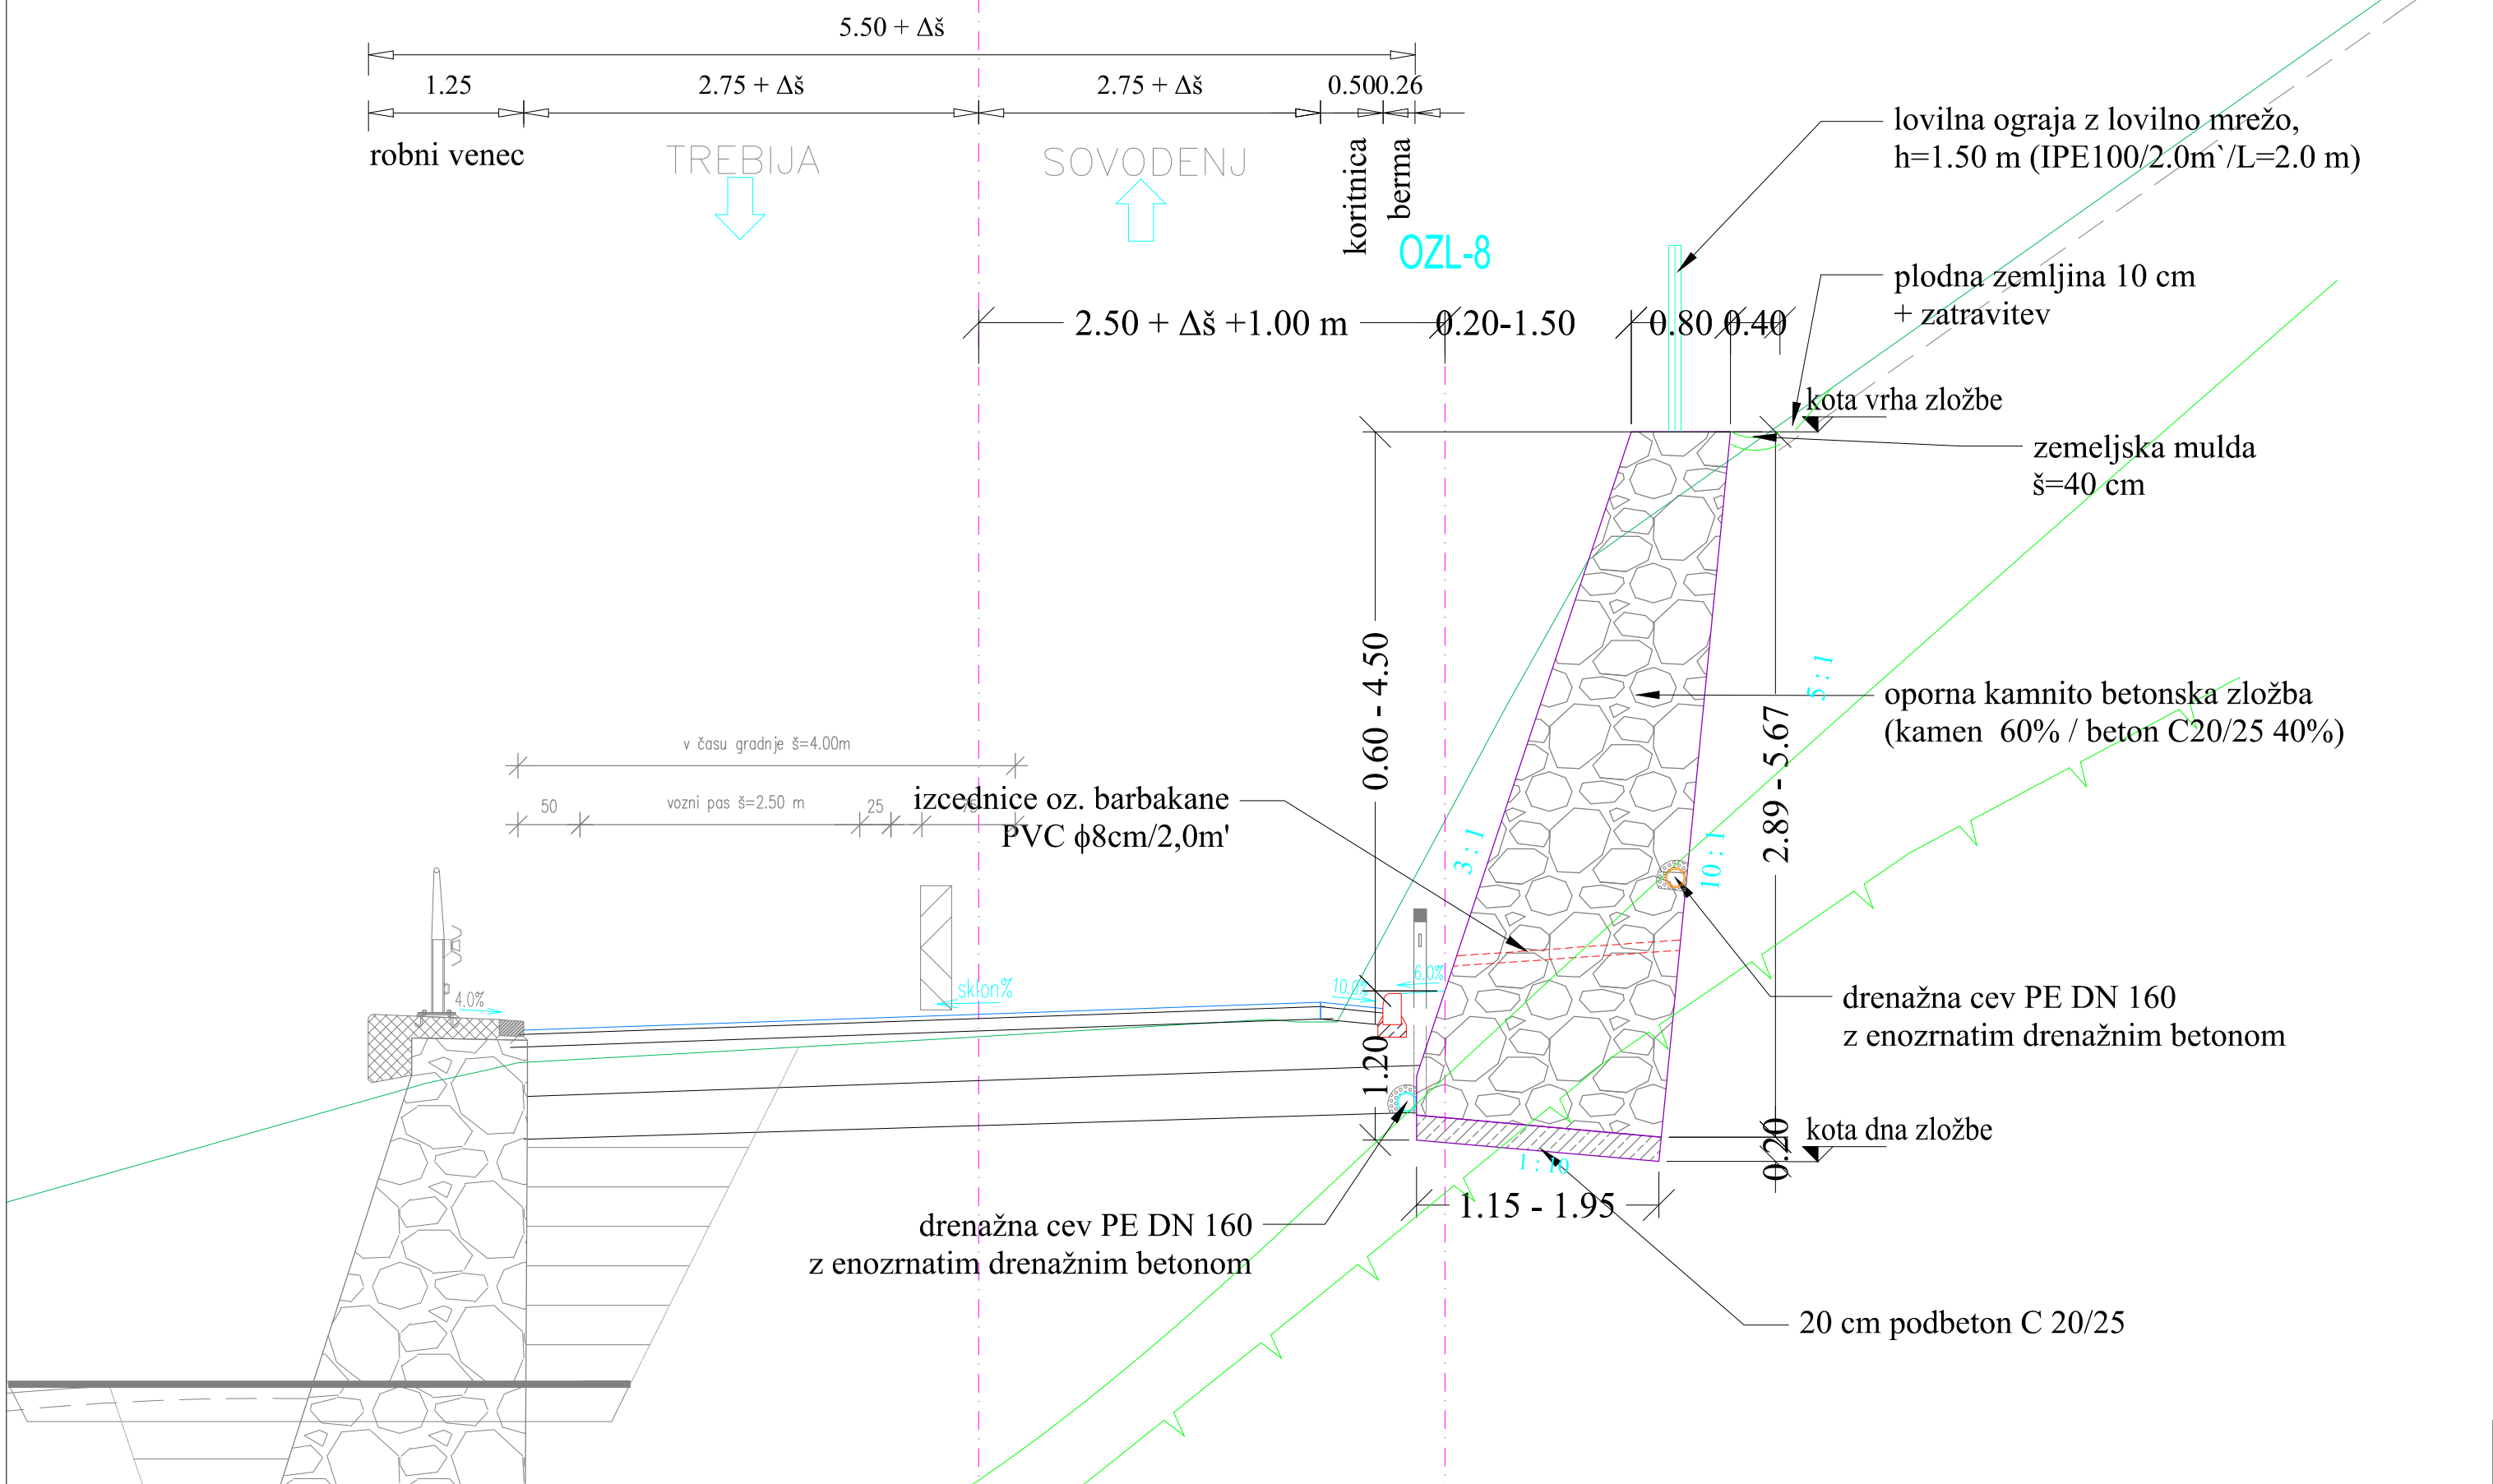 5.50 + Δš
1.25
2.75 + Δš
2.75 + Δš
0.50
0.26
robni venec
TREBIJA
SOVODENJ
koritnica
berma
OZL-8
lovilna ograja z lovilno mrežo,
h=1.50 m (IPE100/2.0m`/L=2.0 m)
plodna zemljina 10 cm
+ zatravitev
2.50 + Δš +1.00 m
0.20-1.50
0.80
0.40
kota vrha zložbe
zemeljska mulda
š=40 cm
0.60 - 4.50
5 : 1
oporna kamnito betonska zložba
(kamen 60% / beton C20/25 40%)
2.89 - 5.67
v času gradnje š=4.00m
50
vozni pas š=2.50 m
25
75
izcednice oz. barbakane
PVC ϕ8cm/2,0m'
3 : 1
10 : 1
4.0%
sklon%
10.0%
6.0%
drenažna cev PE DN 160
z enozrnatim drenažnim betonom
1.20
kota dna zložbe
0.20
1 : 10
1.15 - 1.95
drenažna cev PE DN 160
z enozrnatim drenažnim betonom
20 cm podbeton C 20/25